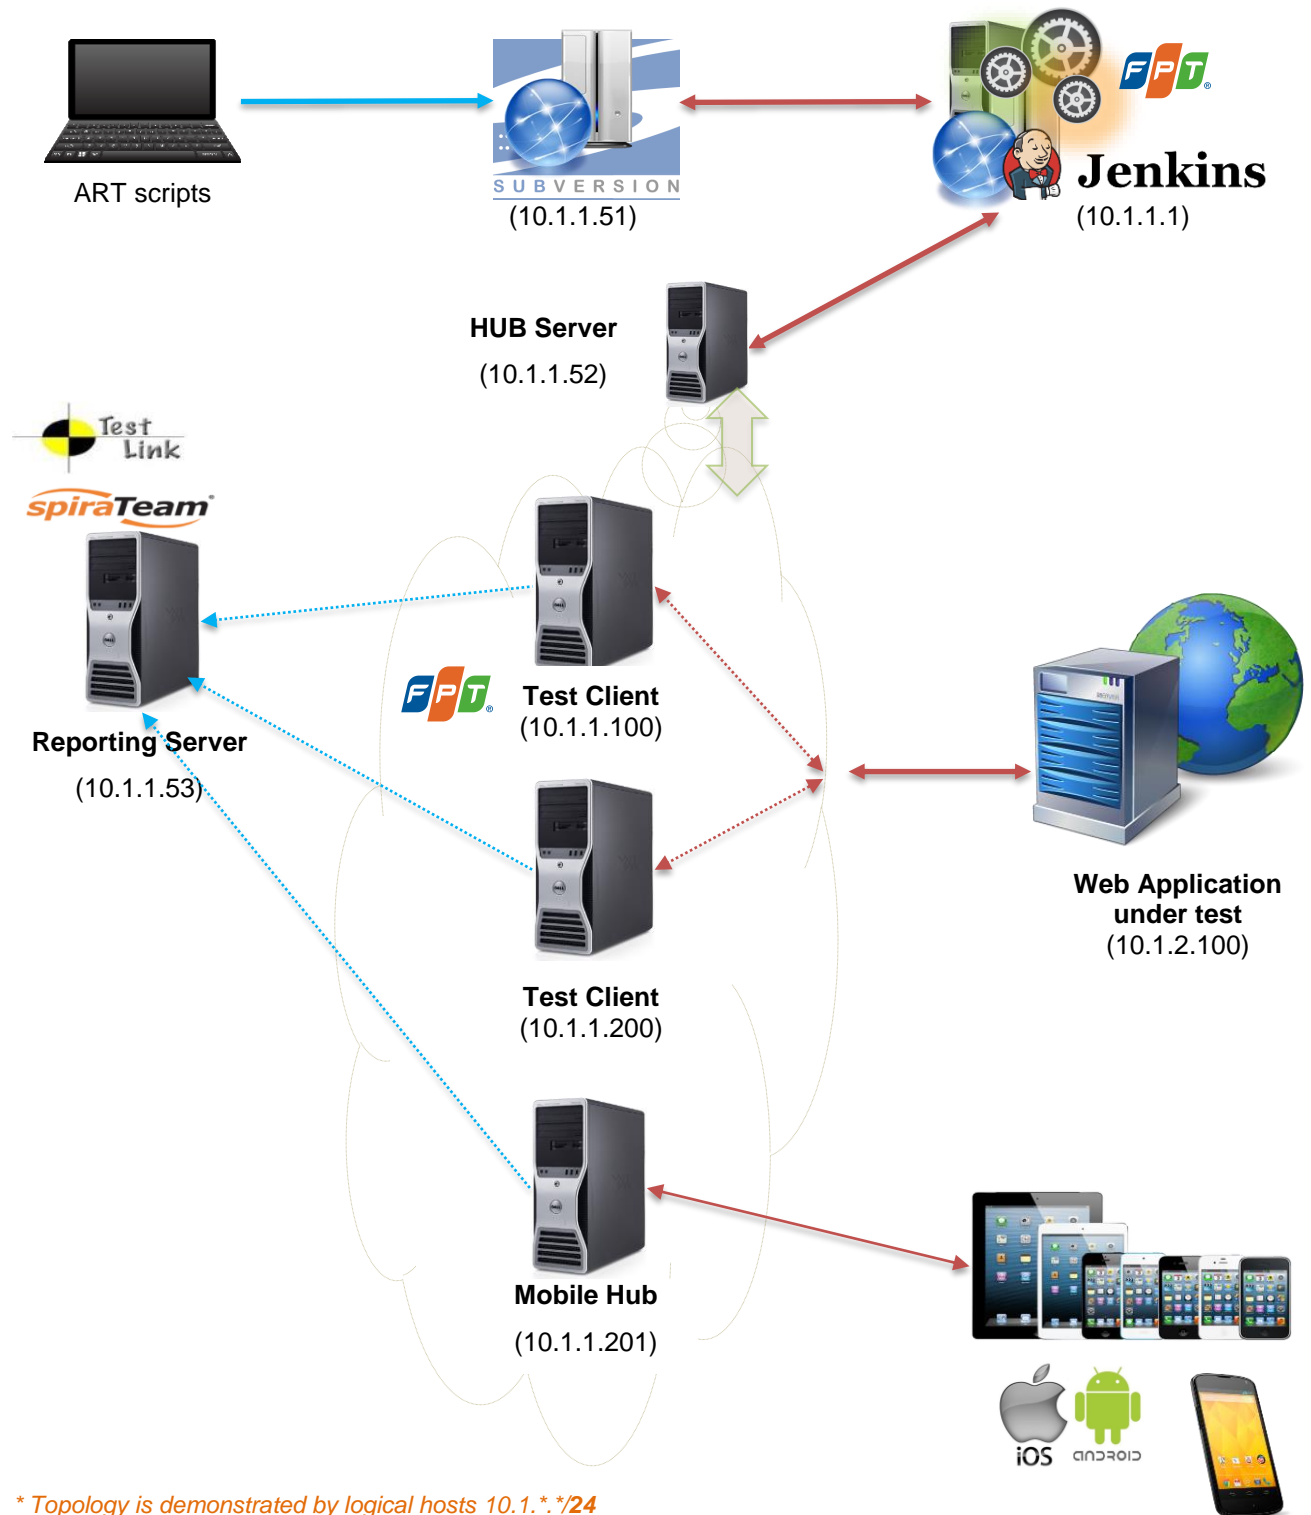 FPT
ART scripts
SUBVERSION
(10.1.1.51)
Jenkins
(10.1.1.1)
HUB Server
(10.1.1.52)
Test
Link
spiraTeam
Reporting Server
(10.1.1.53)
FPT
Test Client
(10.1.1.100)
Test Client
(10.1.1.200)
Web Application
under test
(10.1.2.100)
Mobile Hub
(10.1.1.201)
iOS
ANDROID
* Topology is demonstrated by logical hosts 10.1.*.*/24